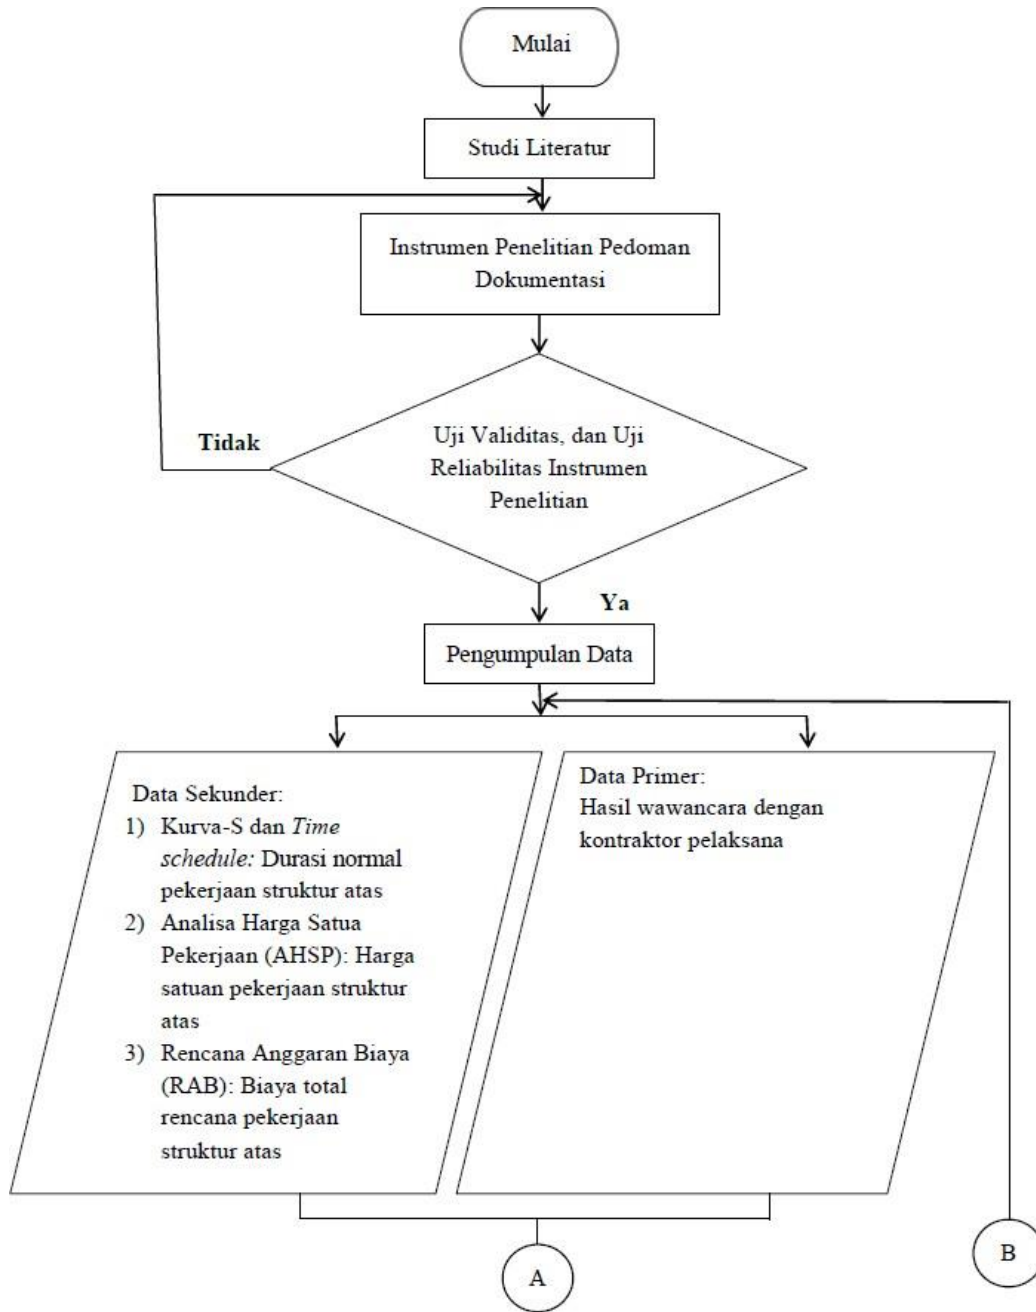 Mulai
Studi Literatur
Instrumen Penelitian Pedoman
Dokumentasi
Tidak
Uji Validitas, dan Uji
Reliabilitas Instrumen
Penelitian
Ya
Pengumpulan Data
Data Sekunder:
1) Kurva-S dan Time
schedule: Durasi normal
pekerjaan struktur atas
2) Analisa Harga Satua
Pekerjaan (AHSP): Harga
satuan pekerjaan struktur
atas
3) Rencana Anggaran Biaya
(RAB): Biaya total
rencana pekerjaan
struktur atas
Data Primer:
Hasil wawancara dengan
kontraktor pelaksana
A
B